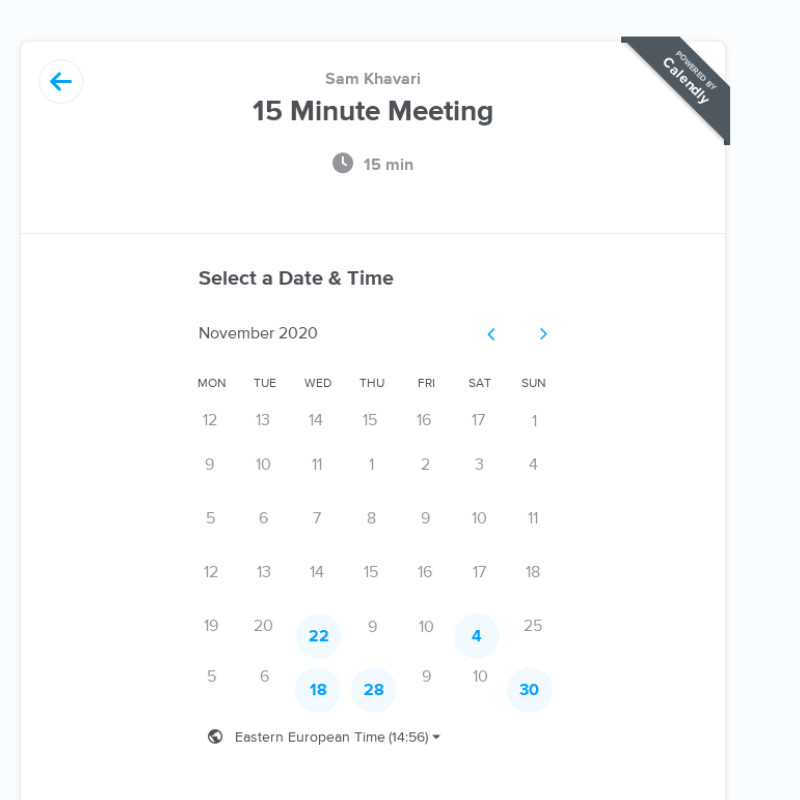 Sam Khavari
15 Minute Meeting
POWERED BY
Calendly
15 min
Select a Date & Time
November 2020
MON TUE WED THU FRI SAT SUN
12 13 14 15 16 17 1
9 10 11 1 2 3 4
5 6 7 8 9 10 11
12 13 14 15 16 17 18
19 20 22 9 10 4 25
5 6 18 28 9 10 30
Eastern European Time (14:56)